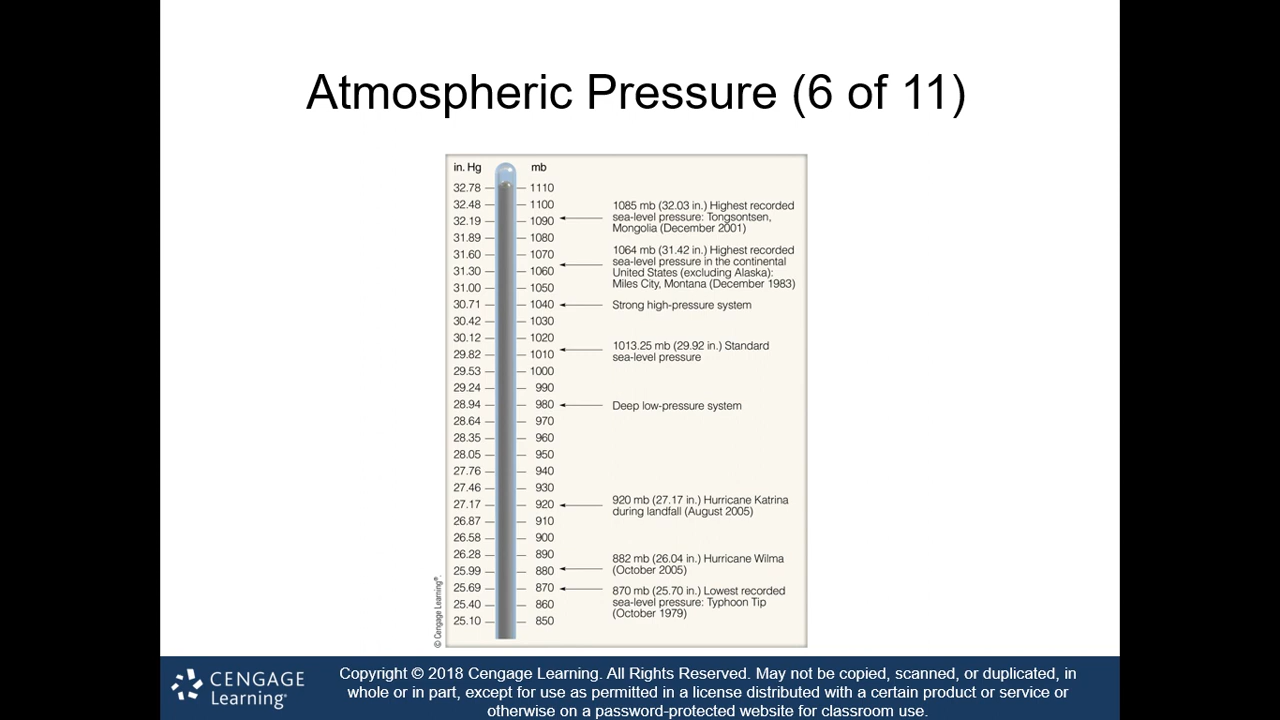 Atmospheric Pressure (6 of 11)
in. Hg mb
32.78 1110
32.48 1100
32.19 1090
31.89 1080
31.60 1070
31.30 1060
31.00 1050
30.71 1040
30.42 1030
30.12 1020
29.82 1010
29.53 1000
29.24 990
28.94 980
28.64 970
28.35 960
28.05 950
27.76 940
27.46 930
27.17 920
26.87 910
26.58 900
26.28 890
25.99 880
25.69 870
25.40 860
25.10 850
1085 mb (32.03 in.) Highest recorded
sea-level pressure: Tongsontsen,
Mongolia (December 2001)
1064 mb (31.42 in.) Highest recorded
sea-level pressure in the continental
United States (excluding Alaska):
Miles City, Montana (December 1983)
Strong high-pressure system
1013.25 mb (29.92 in.) Standard
sea-level pressure
Deep low-pressure system
920 mb (27.17 in.) Hurricane Katrina
during landfall (August 2005)
882 mb (26.04 in.) Hurricane Wilma
(October 2005)
870 mb (25.70 in.) Lowest recorded
sea-level pressure: Typhoon Tip
(October 1979)
© Cengage Learning®.
CENGAGE
Learning®
Copyright © 2018 Cengage Learning. All Rights Reserved. May not be copied, scanned, or duplicated, in
whole or in part, except for use as permitted in a license distributed with a certain product or service or
otherwise on a password-protected website for classroom use.